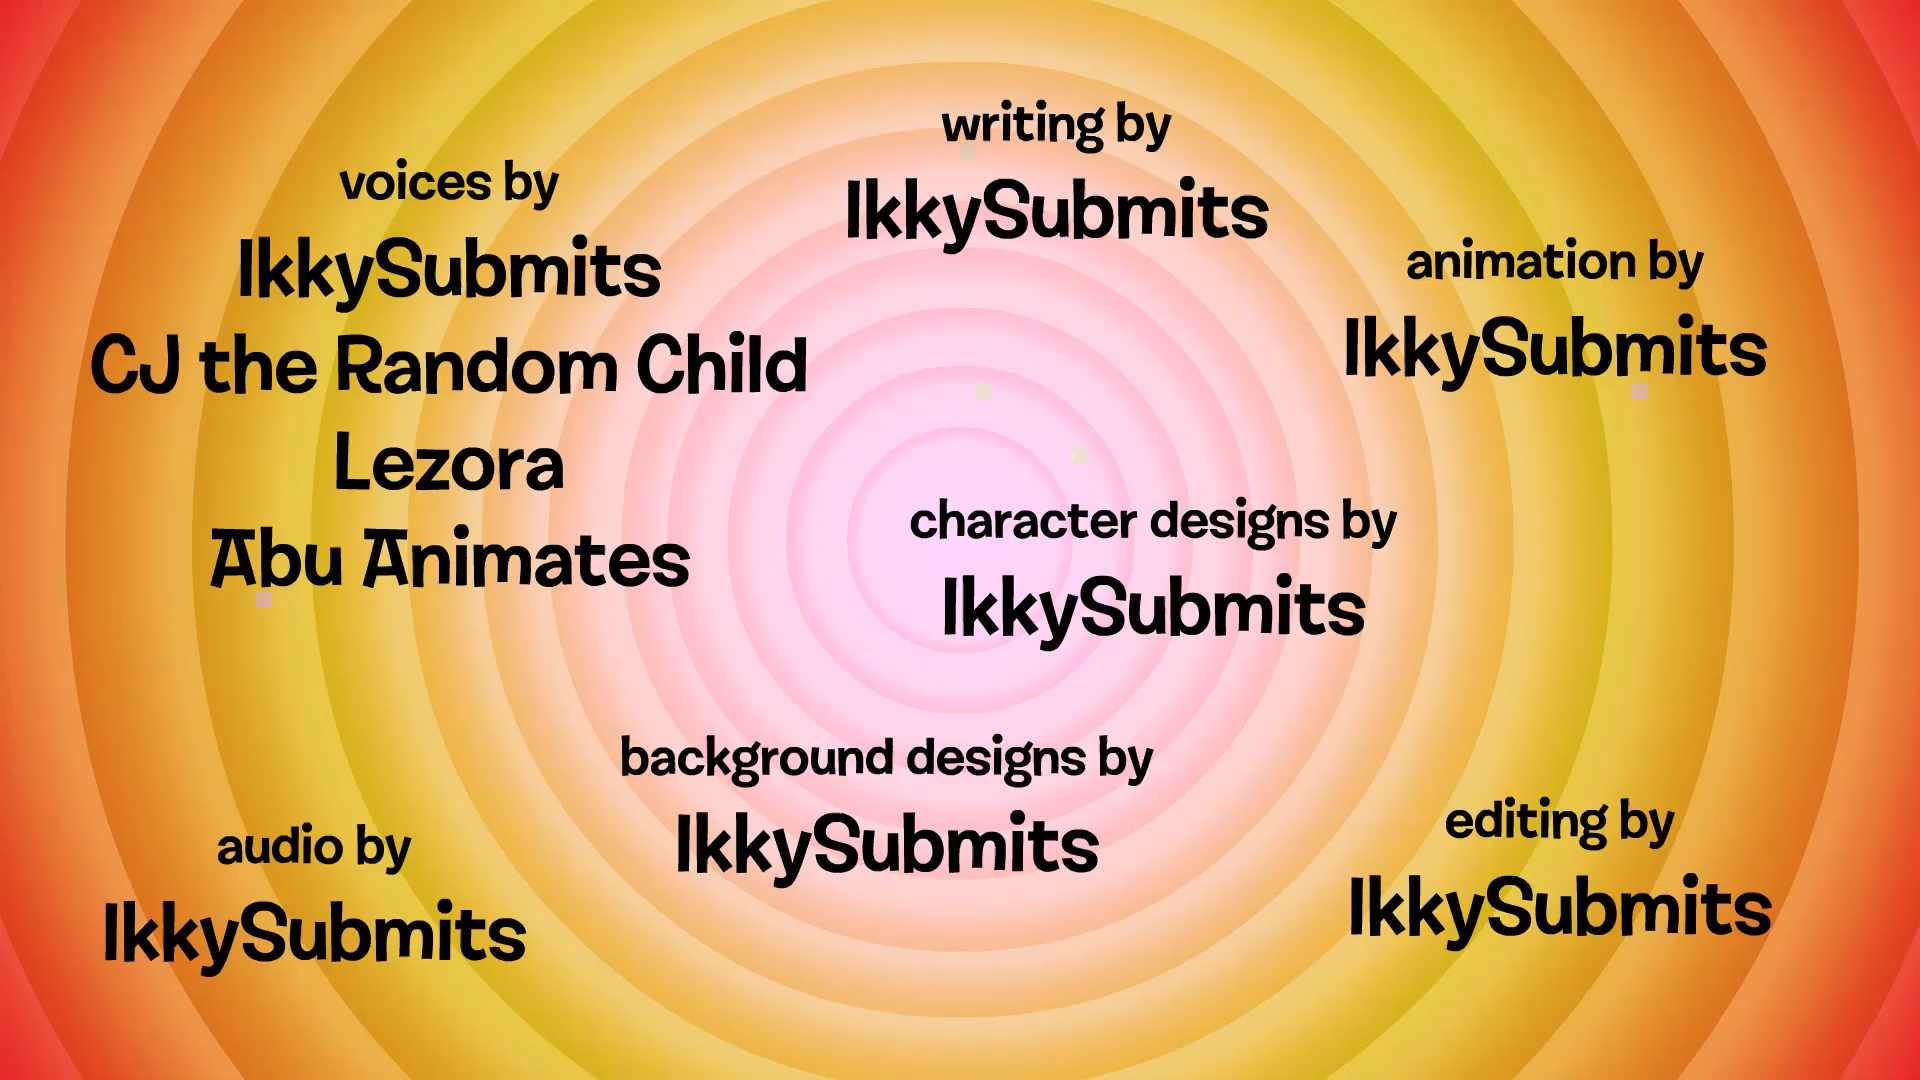 voices by
IkkySubmits
CJ the Random Child
Lezora
Abu Animates
writing by
IkkySubmits
animation by
IkkySubmits
character designs by
IkkySubmits
background designs by
IkkySubmits
audio by
IkkySubmits
editing by
IkkySubmits